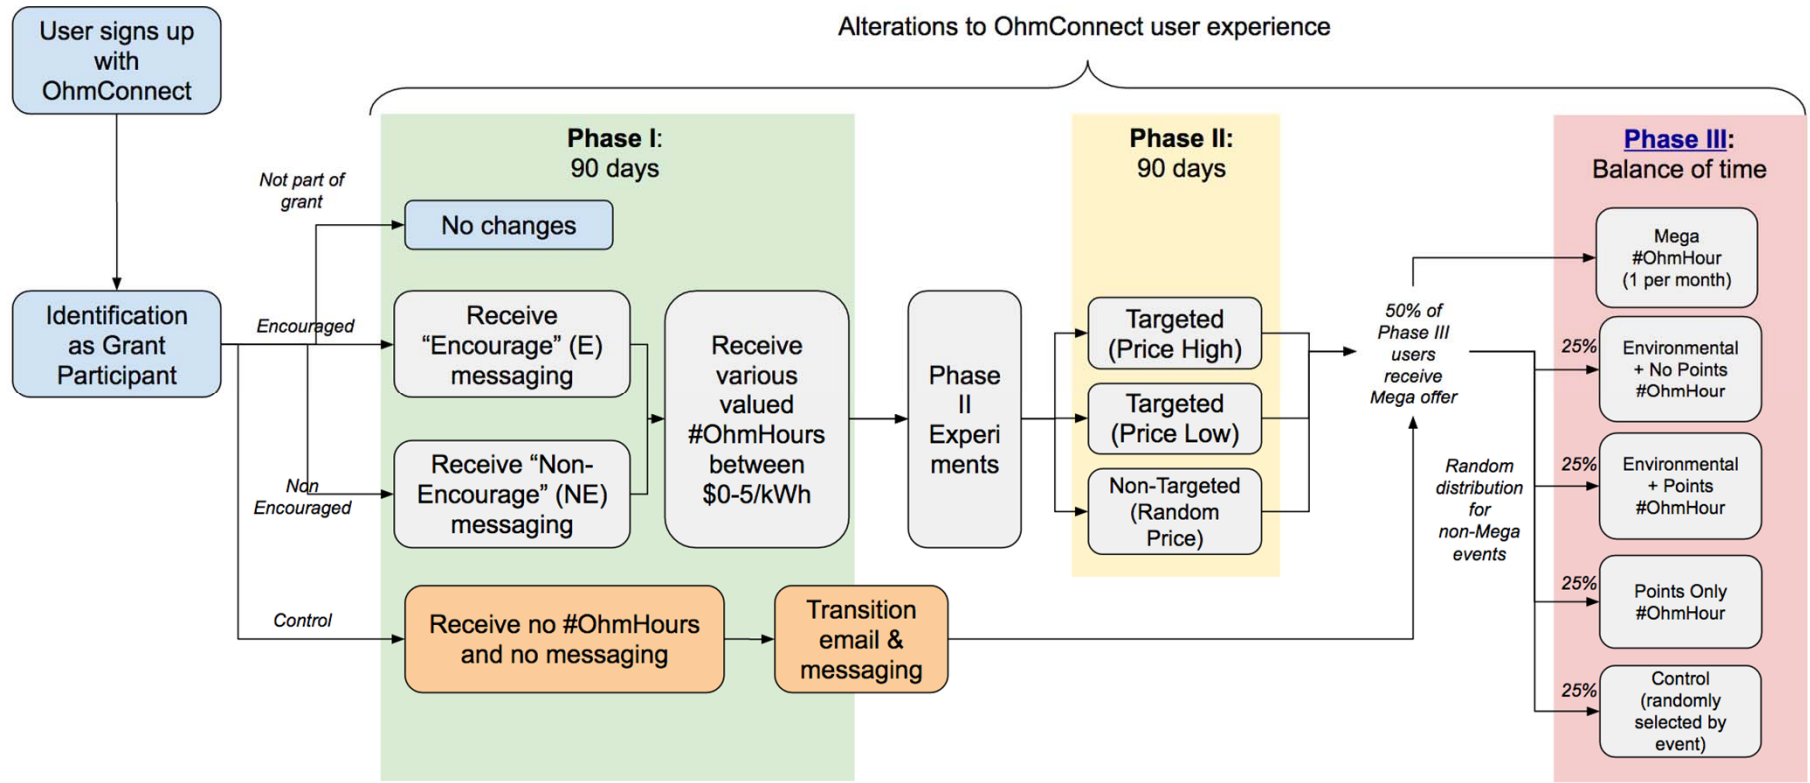 Alterations to OhmConnect user experience
User signs up
with
OhmConnect
Identification
as Grant
Participant
Not part of
grant
Encouraged
Non
Encouraged
Control
Phase I:
90 days
No changes
Receive
“Encourage” (E)
messaging
Receive “Non-
Encourage” (NE)
messaging
Receive
various
valued
#OhmHours
between
$0-5/kWh
Receive no #OhmHours
and no messaging
Transition
email &
messaging
Phase
II
Experi
ments
Phase II:
90 days
Targeted
(Price High)
Targeted
(Price Low)
Non-Targeted
(Random
Price)
50% of
Phase III
users
receive
Mega offer
Random
distribution
for
non-Mega
events
Phase III:
Balance of time
Mega
#OhmHour
(1 per month)
25%
Environmental
+ No Points
#OhmHour
25%
Environmental
+ Points
#OhmHour
25%
Points Only
#OhmHour
25%
Control
(randomly
selected by
event)